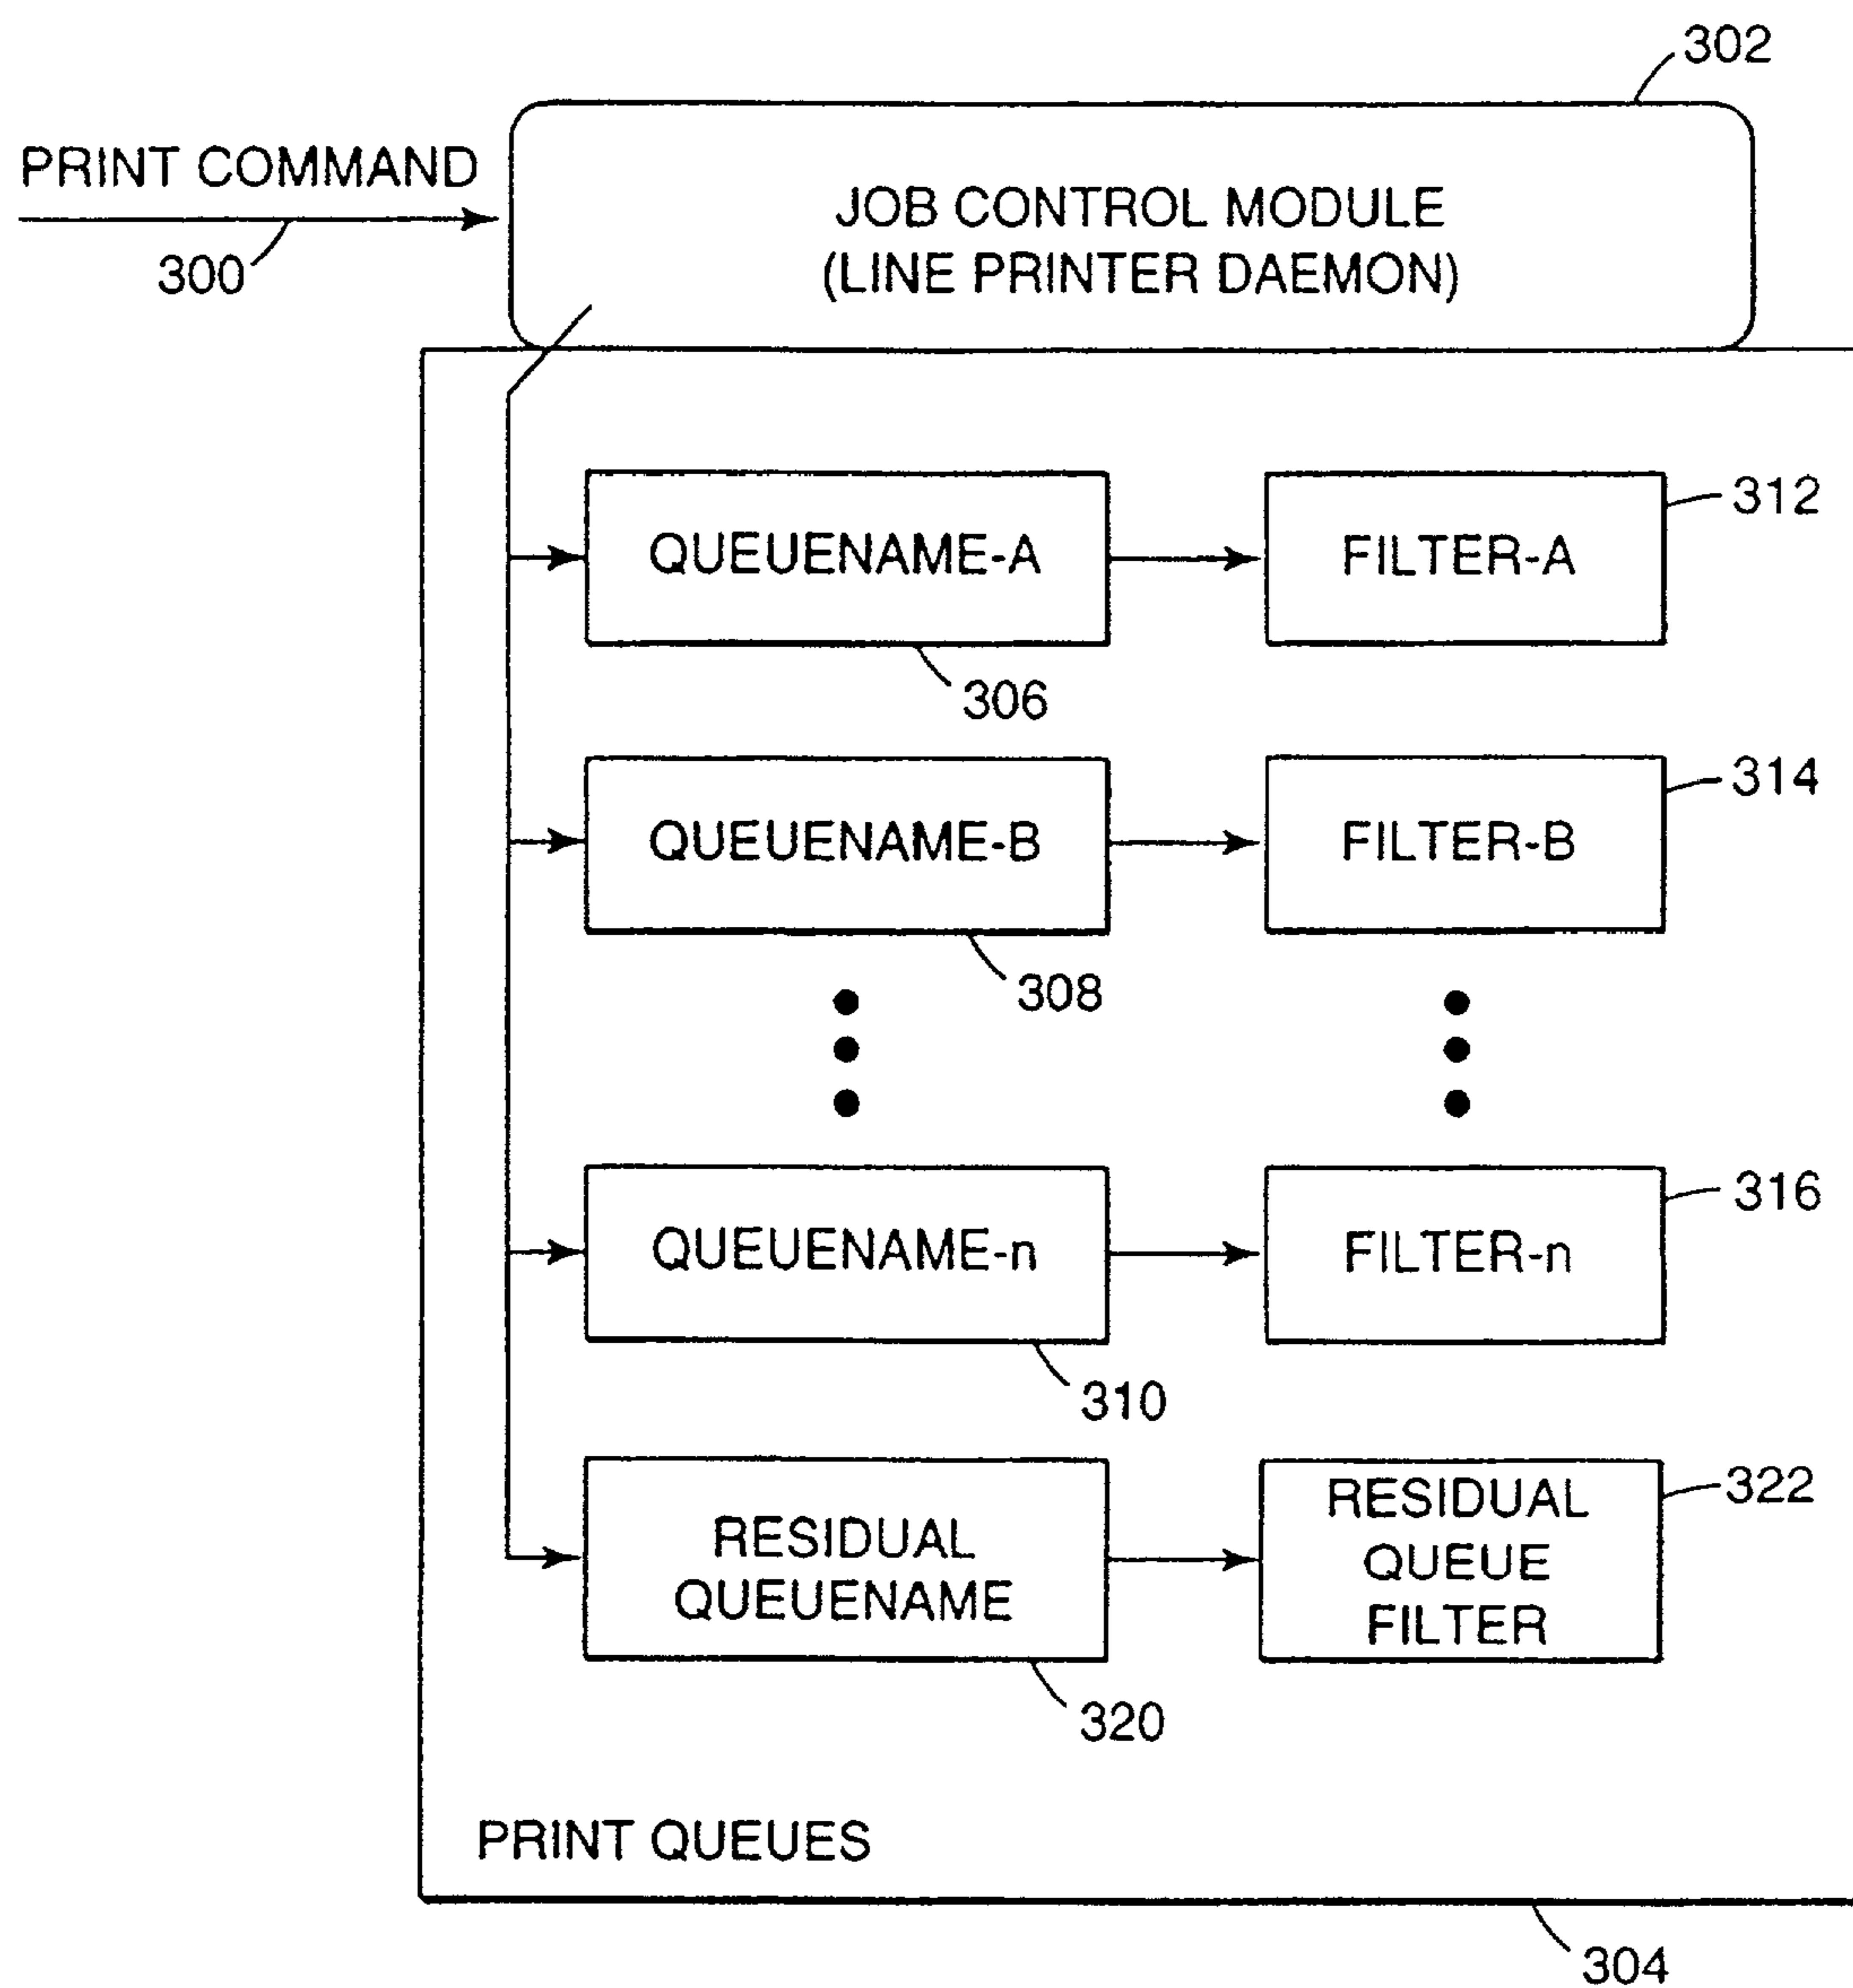 302
PRINT COMMAND
300
JOB CONTROL MODULE
(LINE PRINTER DAEMON)
QUEUENAME-A
306
FILTER-A
312
QUEUENAME-B
308
FILTER-B
314
QUEUENAME-n
310
FILTER-n
316
RESIDUAL
QUEUENAME
320
RESIDUAL
QUEUE
FILTER
322
PRINT QUEUES
304